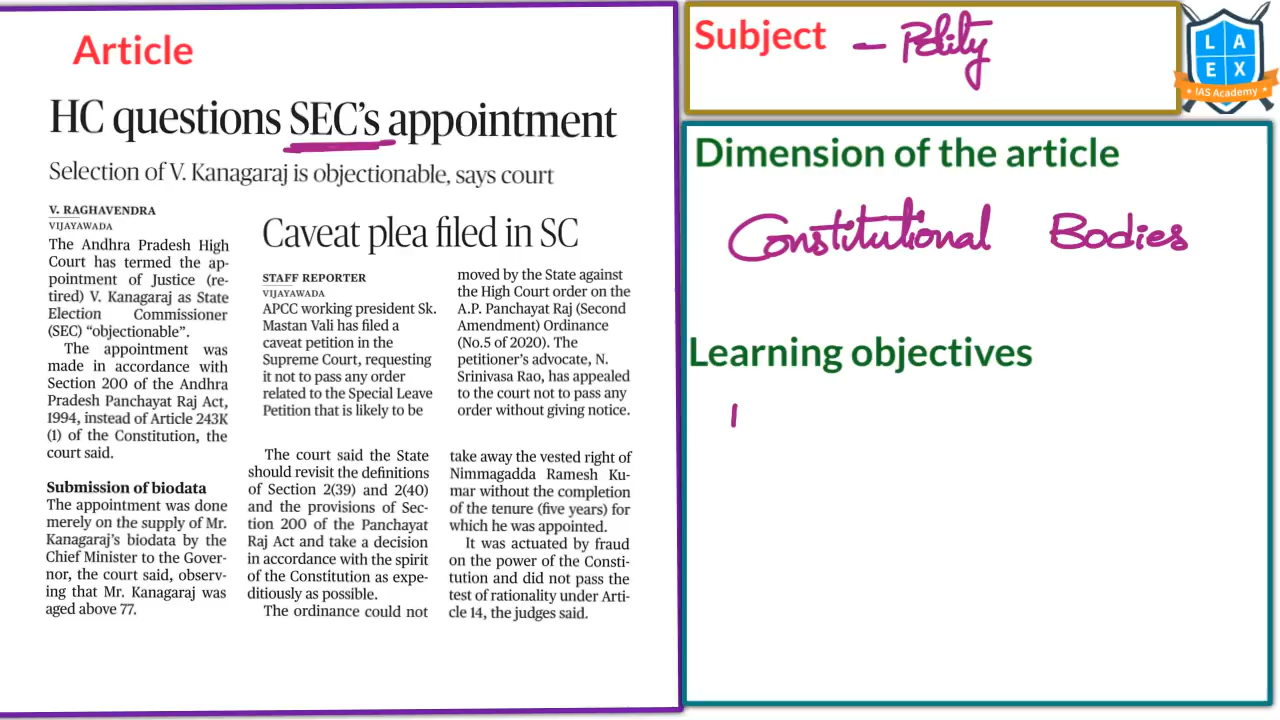 Article
HC questions SEC's appointment
Selection of V. Kanagaraj is objectionable, says court
V. RAGHAVENDRA
VIJAYAWADA
The Andhra Pradesh High
Court has termed the ap-
pointment of Justice (re-
tired) V. Kanagaraj as State
Election Commissioner
(SEC) “objectionable”.
The appointment was
made in accordance with
Section 200 of the Andhra
Pradesh Panchayat Raj Act,
1994, instead of Article 243K
(1) of the Constitution, the
court said.
Submission of biodata
The appointment was done
merely on the supply of Mr.
Kanagaraj's biodata by the
Chief Minister to the Gover-
nor, the court said, observ-
ing that Mr. Kanagaraj was
aged above 77.
Caveat plea filed in SC
STAFF REPORTER
VIJAYAWADA
APCC working president Sk.
Mastan Vali has filed a
caveat petition in the
Supreme Court, requesting
it not to pass any order
related to the Special Leave
Petition that is likely to be
moved by the State against
the High Court order on the
A.P. Panchayat Raj (Second
Amendment) Ordinance
(No.5 of 2020). The
petitioner's advocate, N.
Srinivasa Rao, has appealed
to the court not to pass any
order without giving notice.
The court said the State
should revisit the definitions
of Section 2(39) and 2(40)
and the provisions of Sec-
tion 200 of the Panchayat
Raj Act and take a decision
in accordance with the spirit
of the Constitution as expe-
ditiously as possible.
The ordinance could not
take away the vested right of
Nimmagadda Ramesh Ku-
mar without the completion
of the tenure (five years) for
which he was appointed.
It was actuated by fraud
on the power of the Consti-
tution and did not pass the
test of rationality under Arti-
cle 14, the judges said.
Subject – Polity
LAEX
IAS Academy
Dimension of the article
Constitutional Bodies
Learning objectives